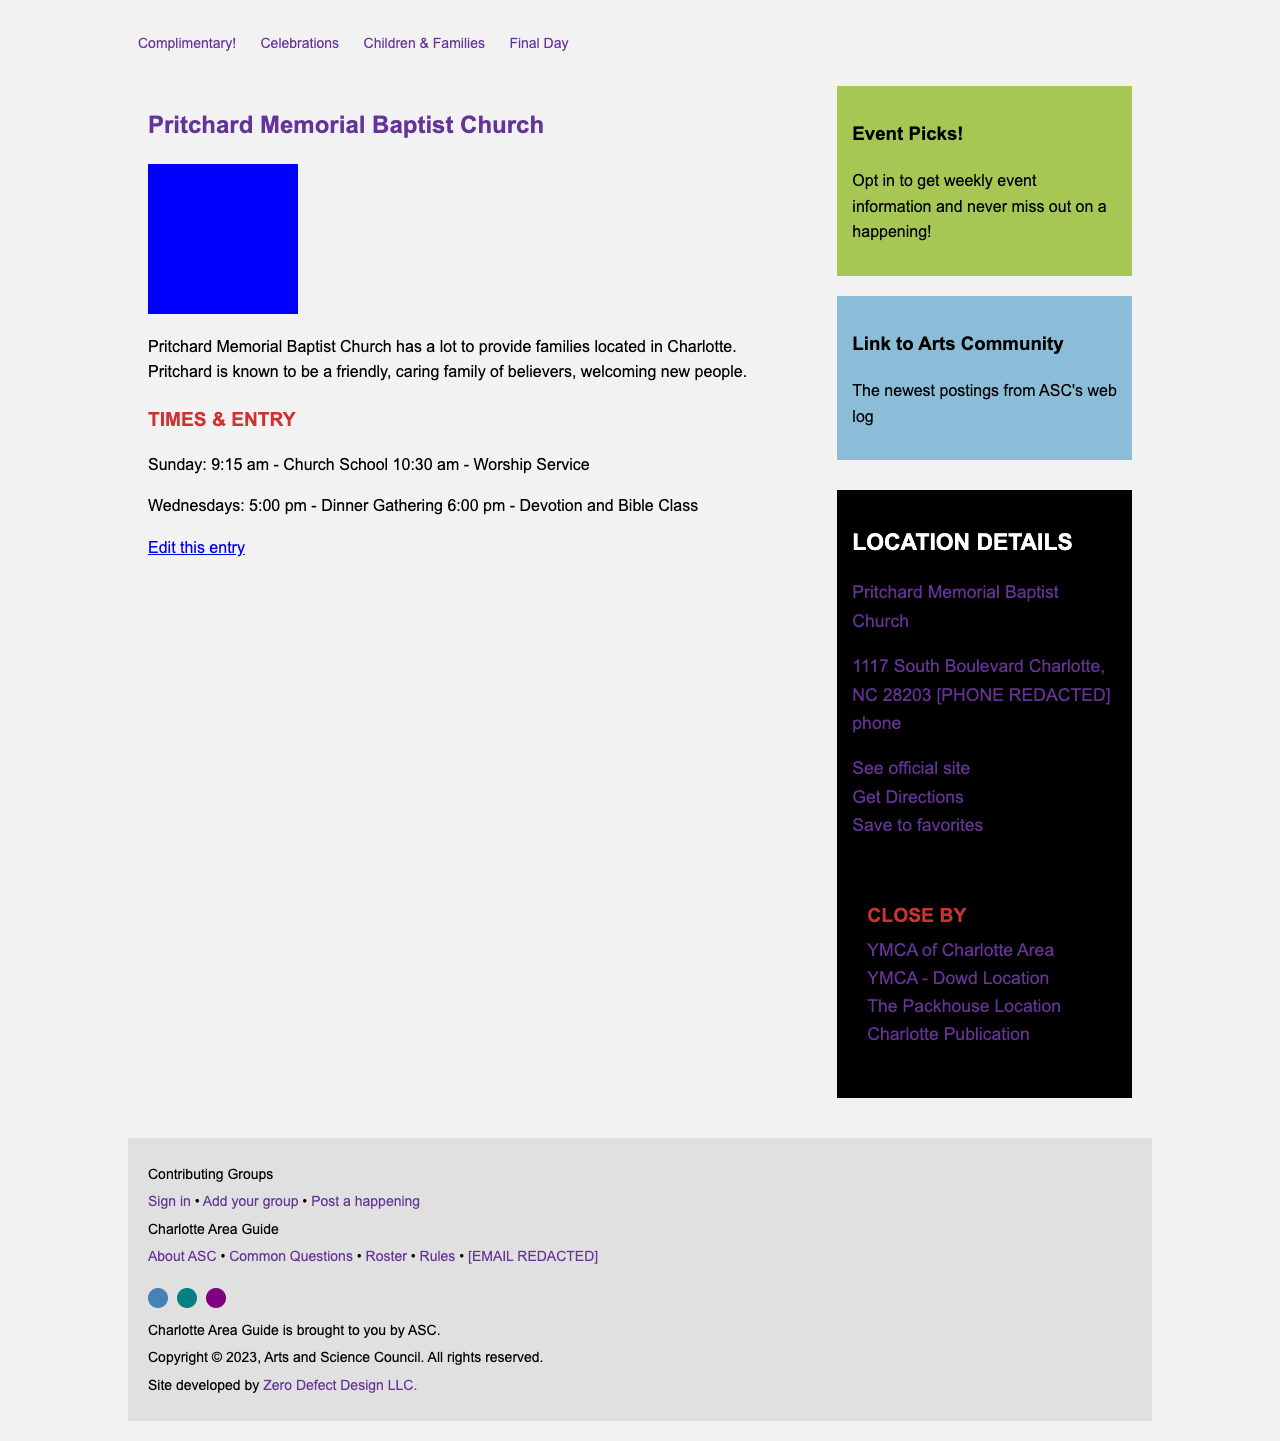 Complimentary! Celebrations Children & Families Final Day
Pritchard Memorial Baptist Church
Pritchard Memorial Baptist Church has a lot to provide families located in Charlotte.
Pritchard is known to be a friendly, caring family of believers, welcoming new people.
TIMES & ENTRY
Sunday: 9:15 am - Church School 10:30 am - Worship Service
Wednesdays: 5:00 pm - Dinner Gathering 6:00 pm - Devotion and Bible Class
Edit this entry
Event Picks!
Opt in to get weekly event
information and never miss out on a
happening!
Link to Arts Community
The newest postings from ASC's web
log
LOCATION DETAILS
Pritchard Memorial Baptist
Church
1117 South Boulevard Charlotte,
NC 28203 [PHONE REDACTED]
phone
See official site
Get Directions
Save to favorites
CLOSE BY
YMCA of Charlotte Area
YMCA - Dowd Location
The Packhouse Location
Charlotte Publication
Contributing Groups
Sign in • Add your group • Post a happening
Charlotte Area Guide
About ASC • Common Questions • Roster • Rules • [EMAIL REDACTED]
Charlotte Area Guide is brought to you by ASC.
Copyright © 2023, Arts and Science Council. All rights reserved.
Site developed by Zero Defect Design LLC.